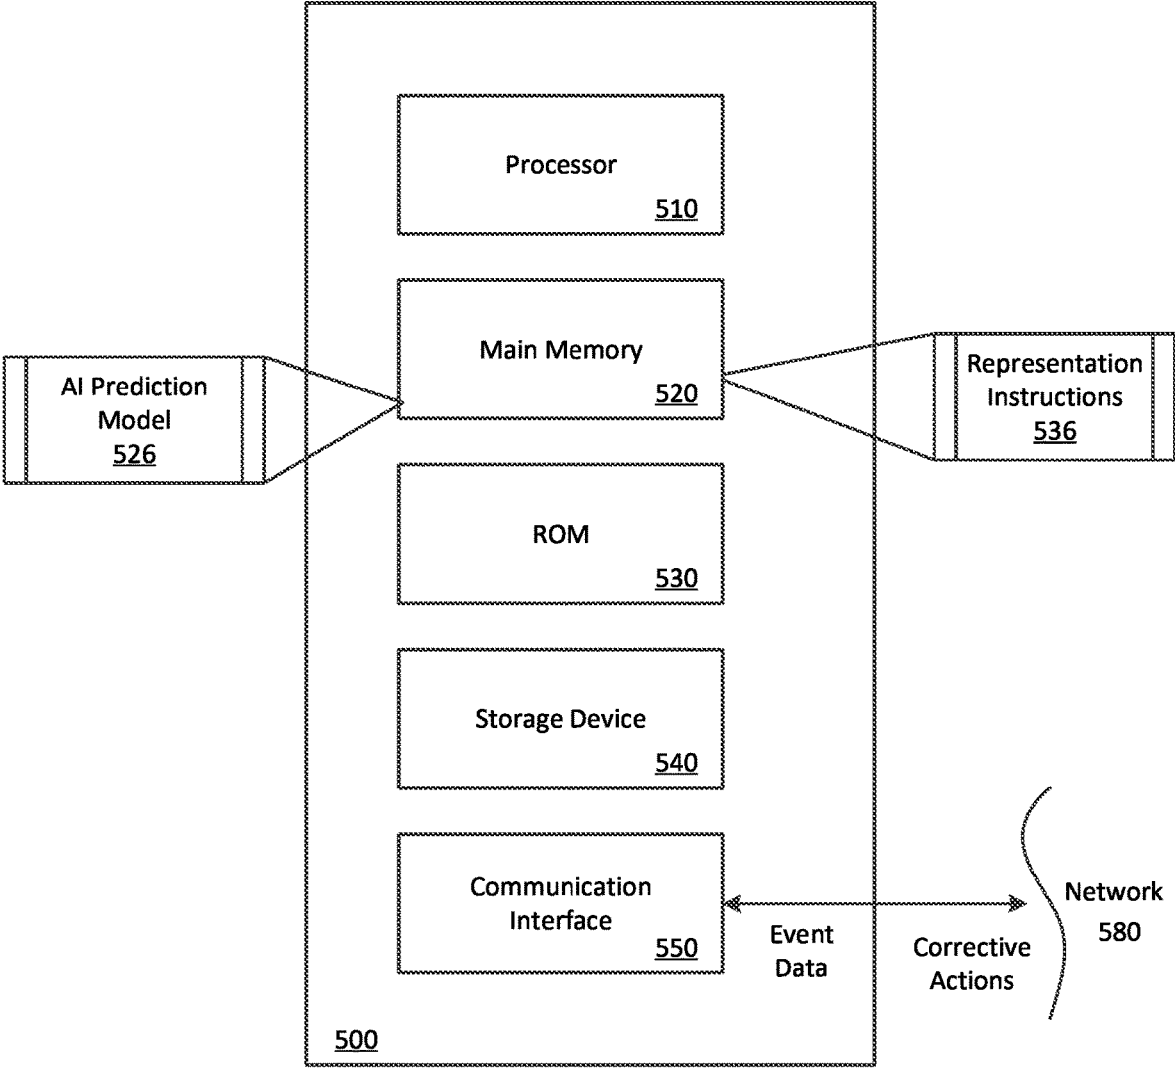 Processor
510
Main Memory
520
AI Prediction
Model
526
Representation
Instructions
536
ROM
530
Storage Device
540
Communication
Interface
550
Event
Data
Corrective
Actions
Network
580
500